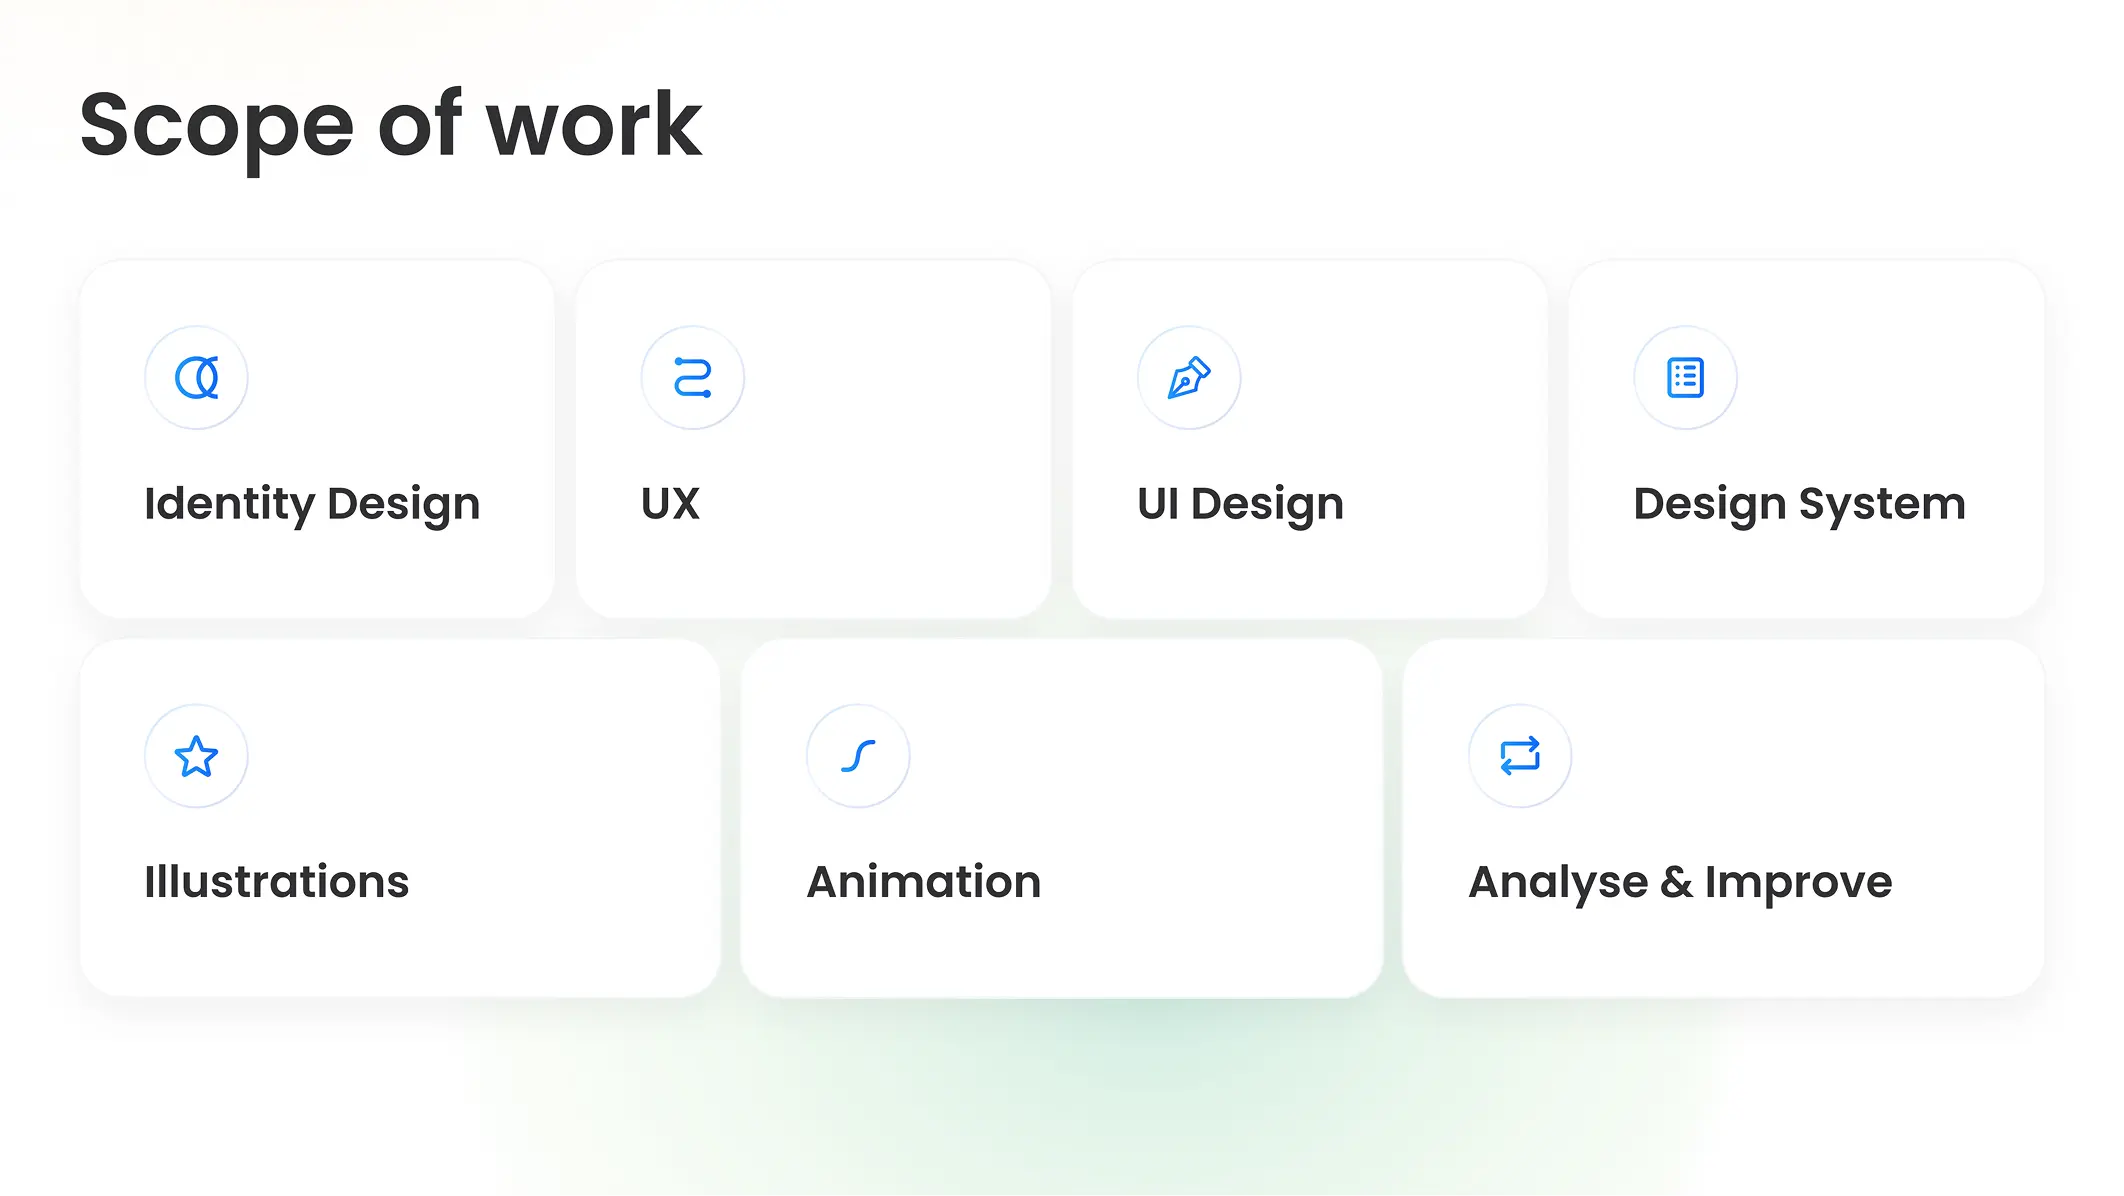 Scope of work
Identity Design
UX
UI Design
Design System
Illustrations
Animation
Analyse & Improve